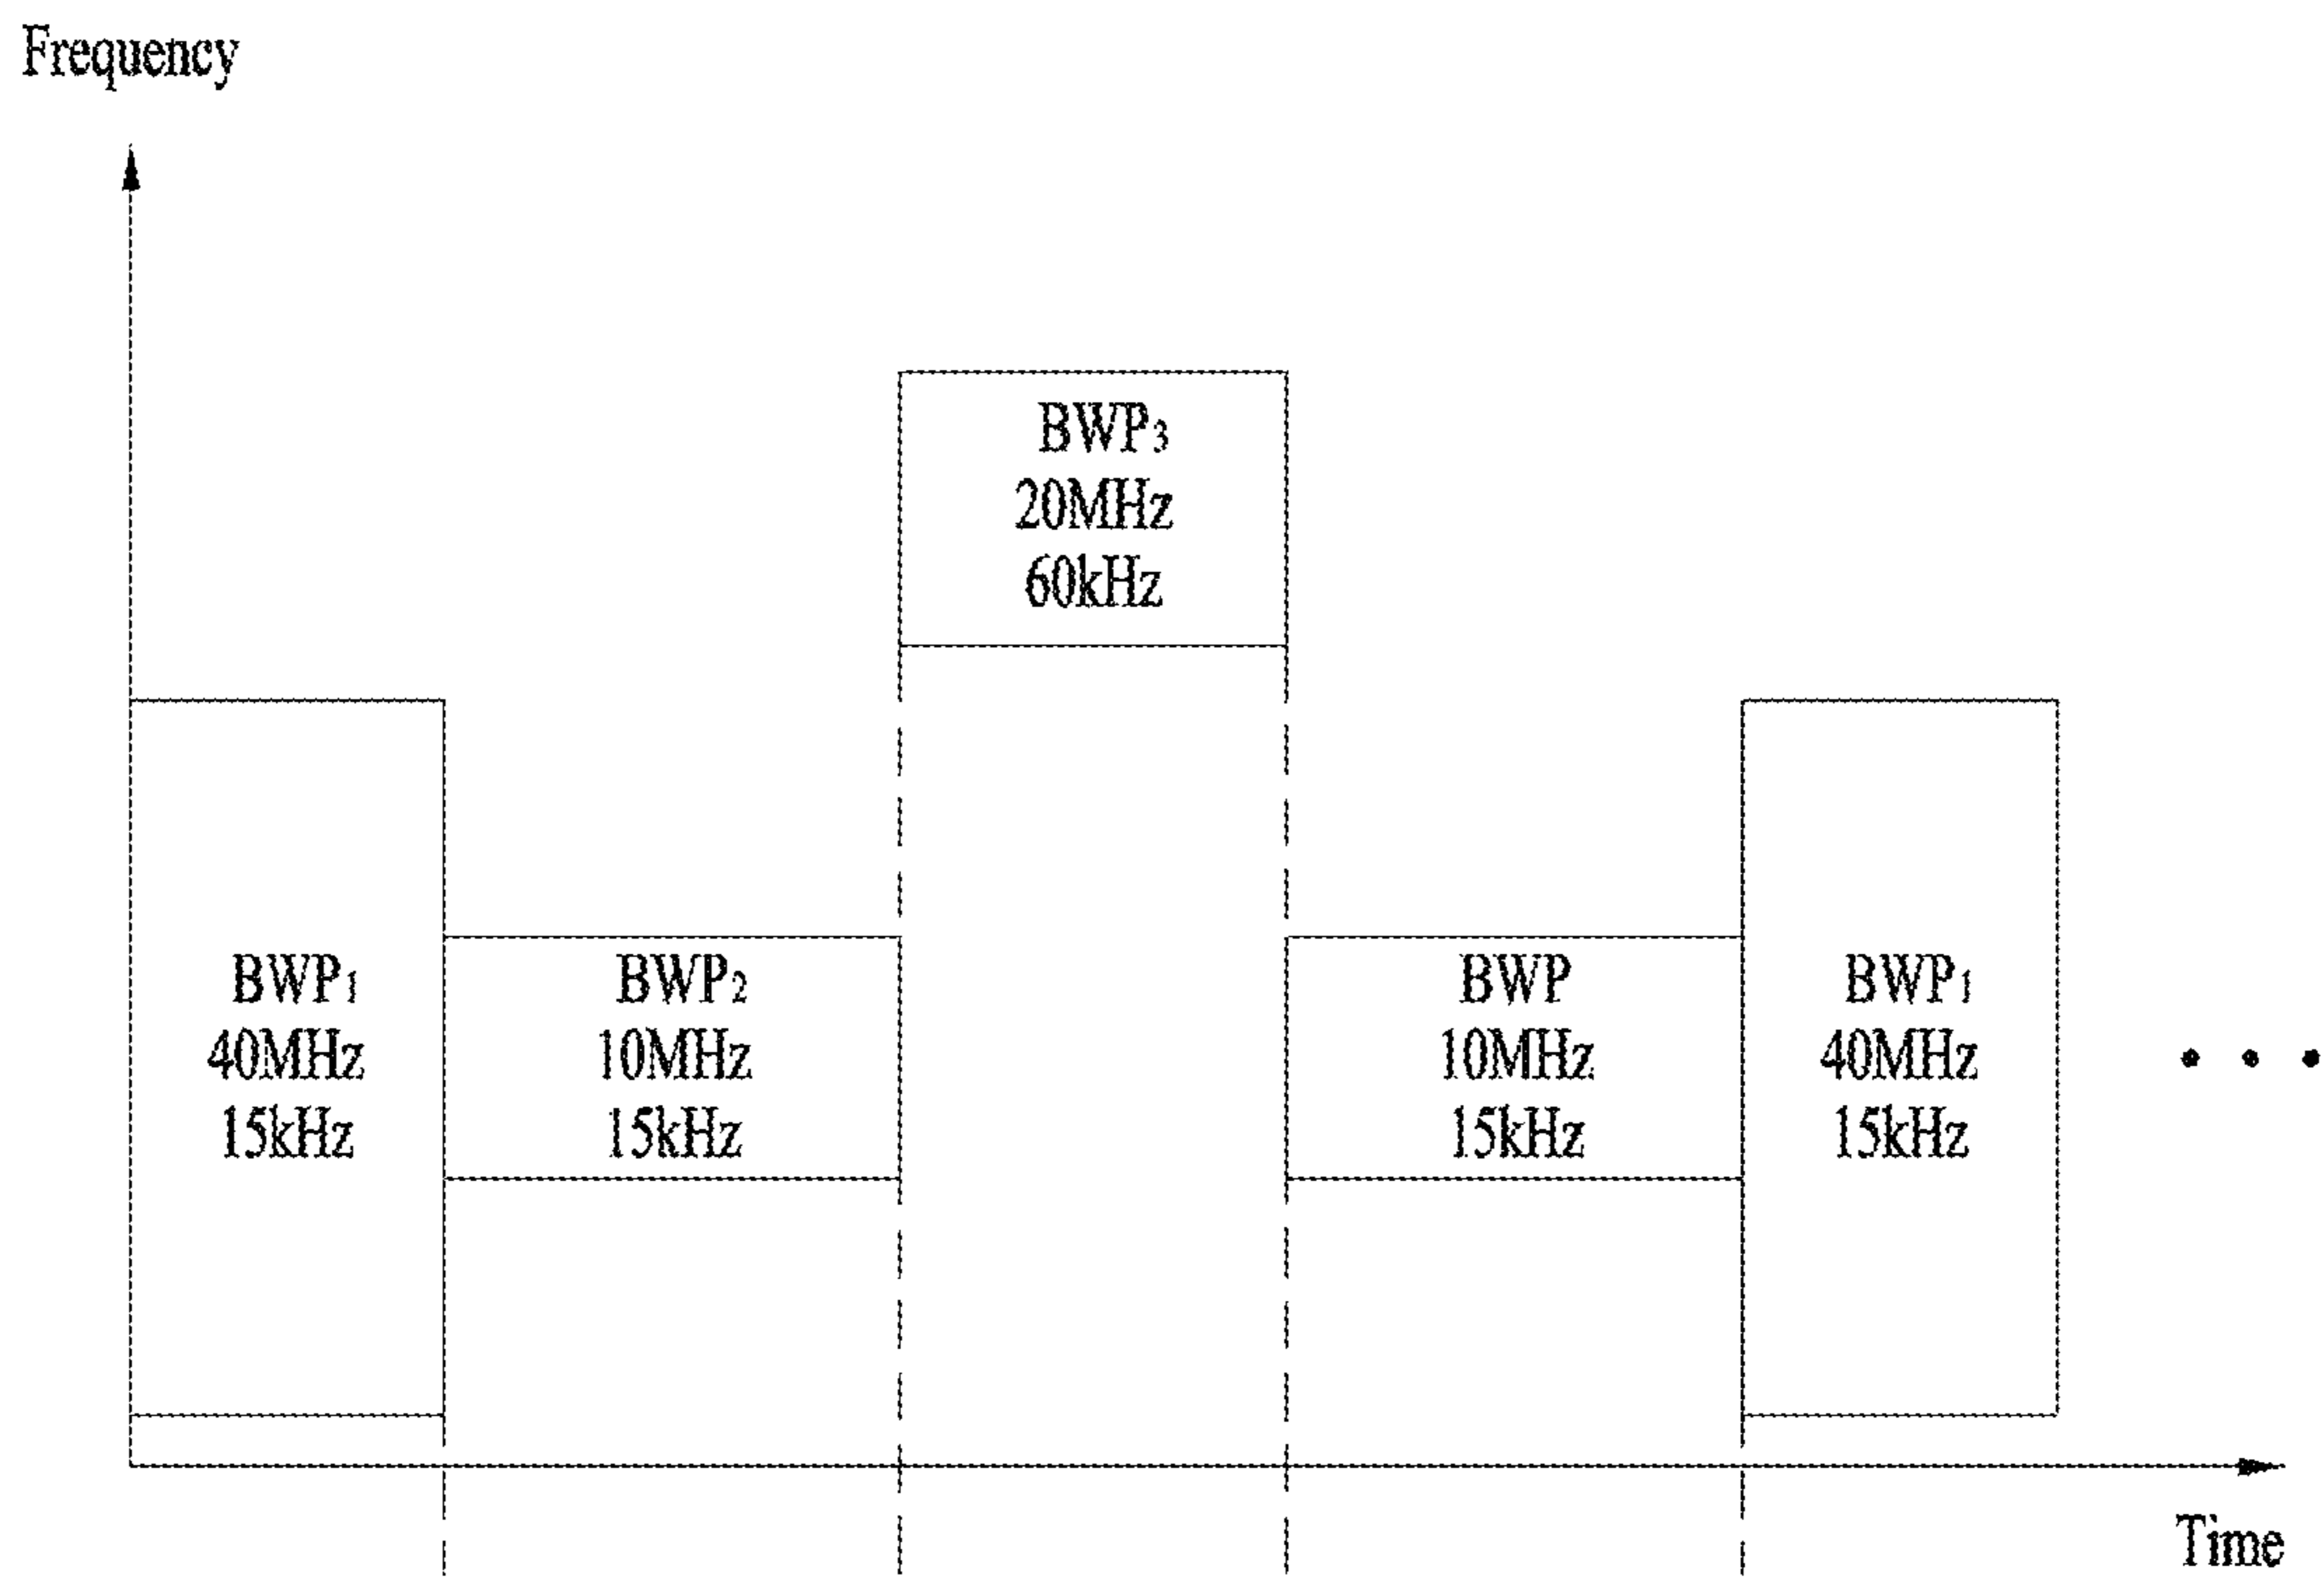 Frequency
BWP₃
20MHz
60kHz
BWP₁
40MHz
15kHz
BWP₂
10MHz
15kHz
BWP
10MHz
15kHz
BWP₁
40MHz
15kHz
• • •
Time